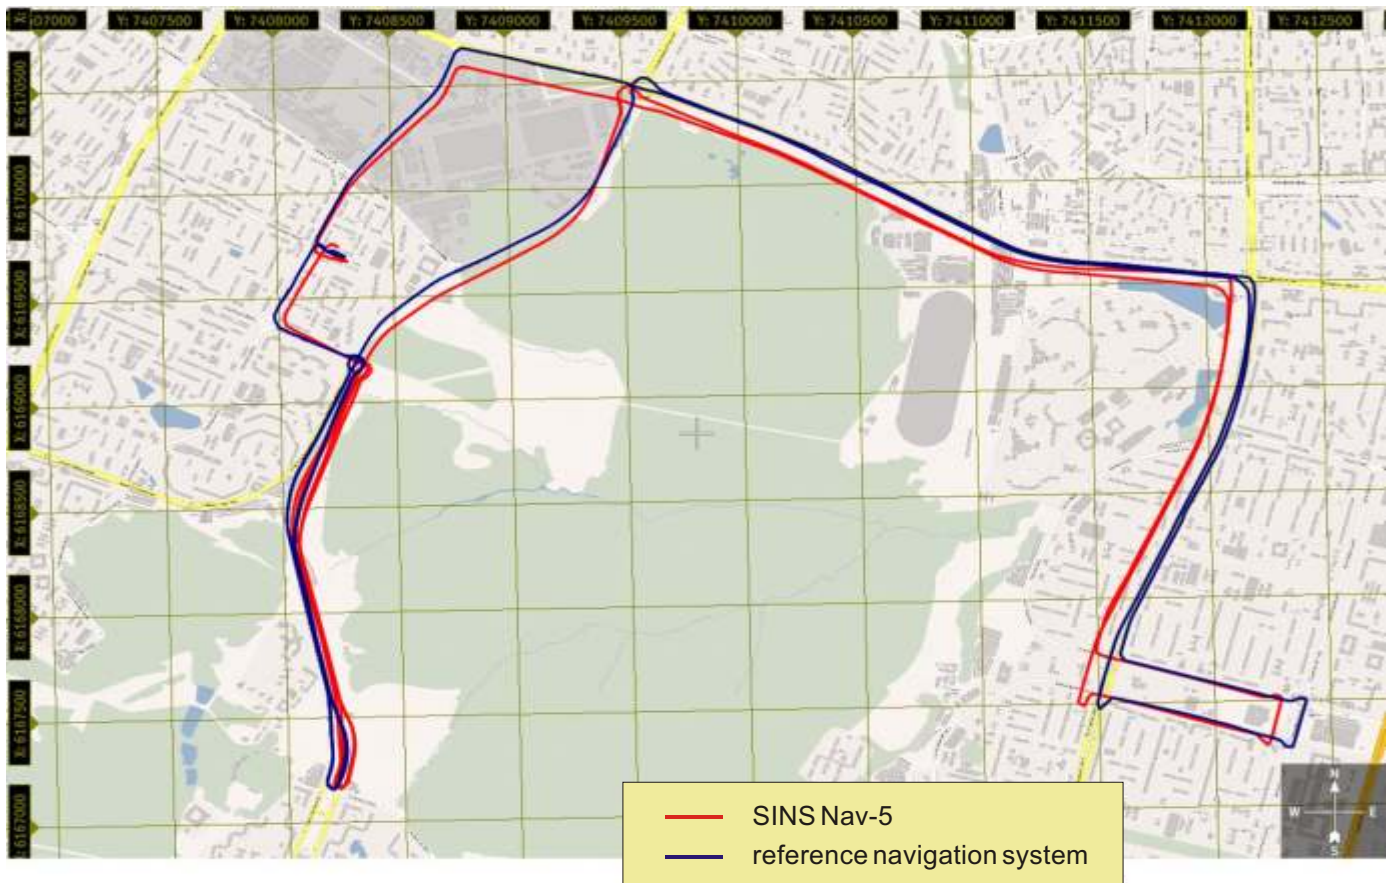 X:
07000
Y: 7407500
Y: 7408000
Y: 7408500
Y: 7409000
Y: 7409500
Y: 7410000
Y: 7410500
Y: 7411000
Y: 7411500
Y: 7412000
Y: 7412500
X: 6170500
X: 6170000
X: 6169500
X: 6169000
X: 6168500
X: 6168000
X: 6167500
X: 6167000
N
W
E
S
SINS Nav-5
reference navigation system